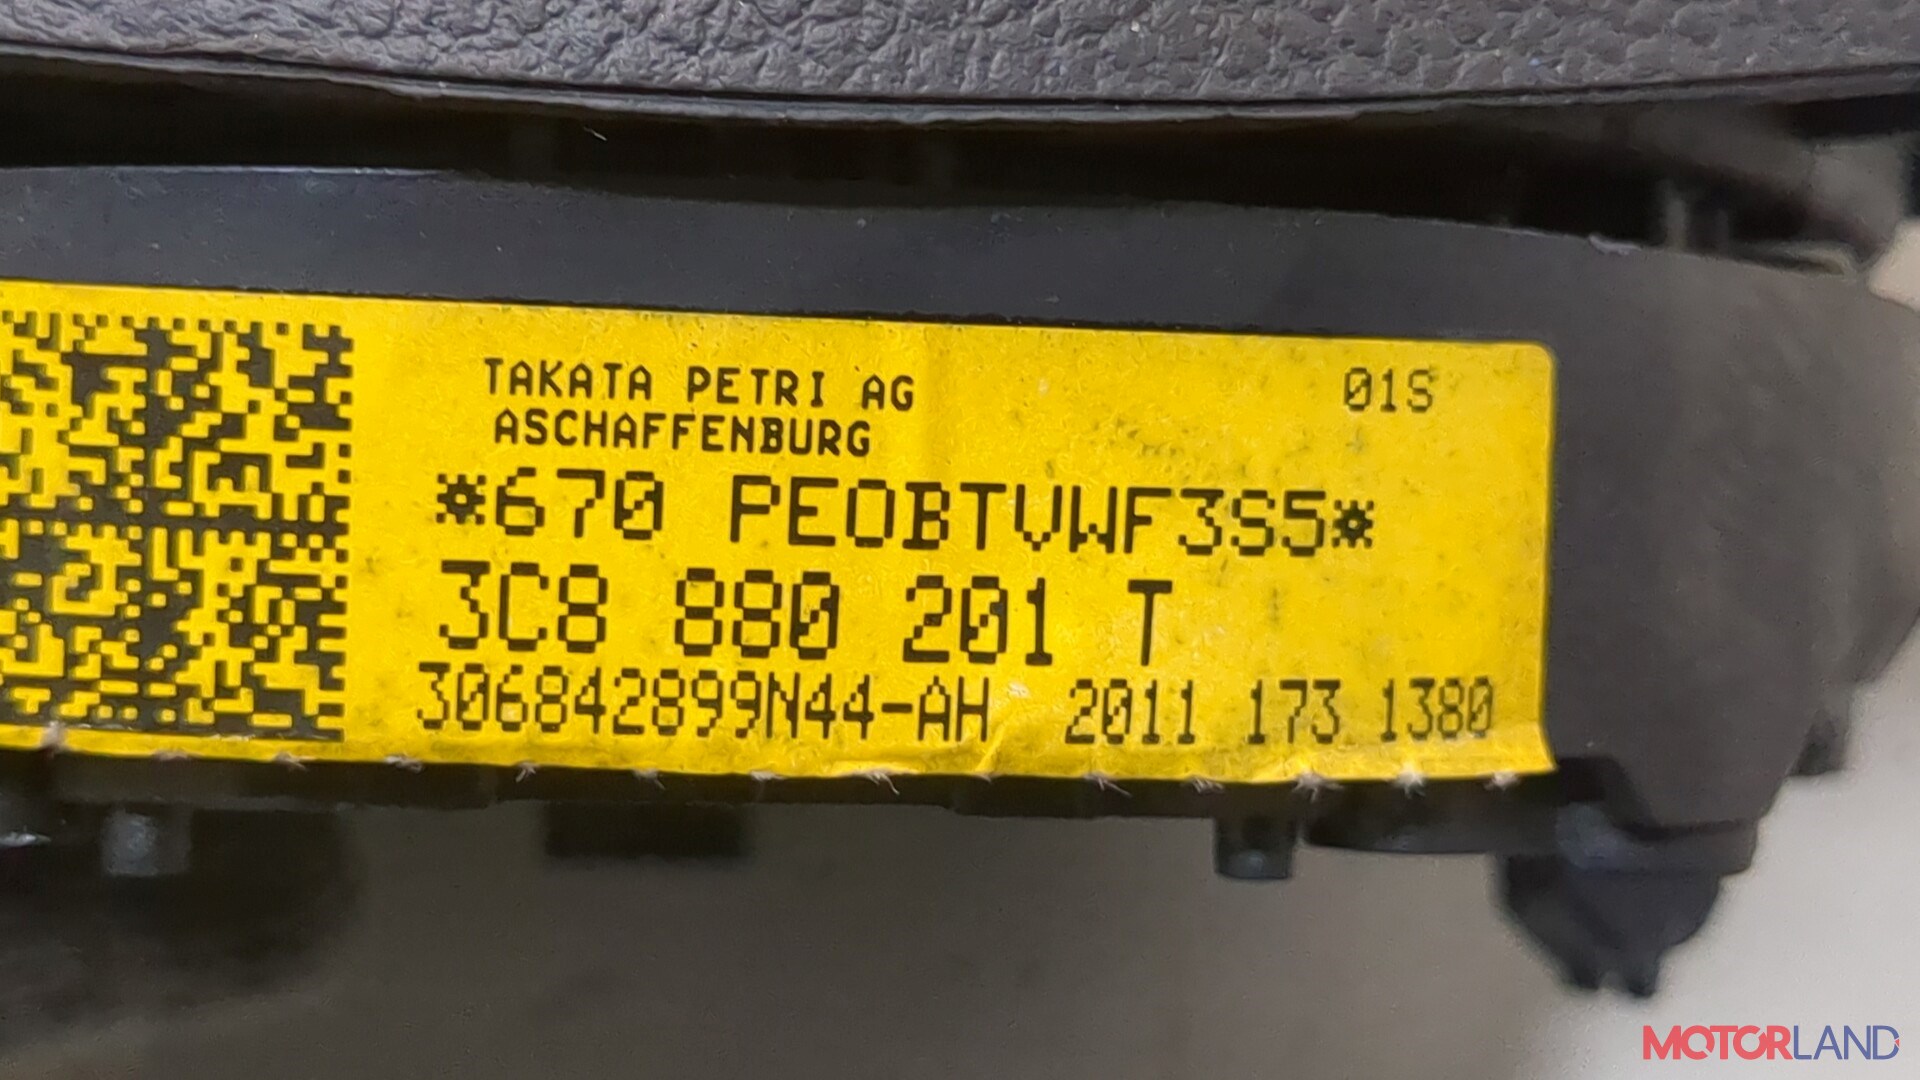 TAKATA PETRI AG 01S
ASCHAFFENBURG
*670 PEOBTVWF3S5*
3C8 880 201 T
306842899N44-AH 2011 173 1380
MOTORLAND